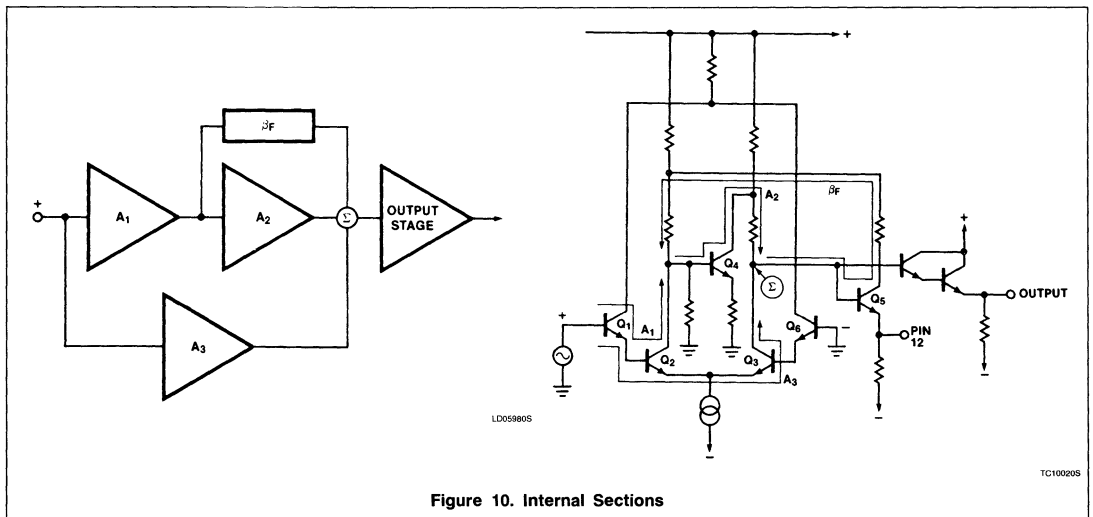 βF
+
A1
A2
Σ
OUTPUT
STAGE
A3
LD05980S
+
A2
βF
+
Q4
Σ
Q5
OUTPUT
+
Q1
A1
Q6
−
PIN
12
Q2
Q3
A3
−
−
−
TC10020S
Figure 10. Internal Sections